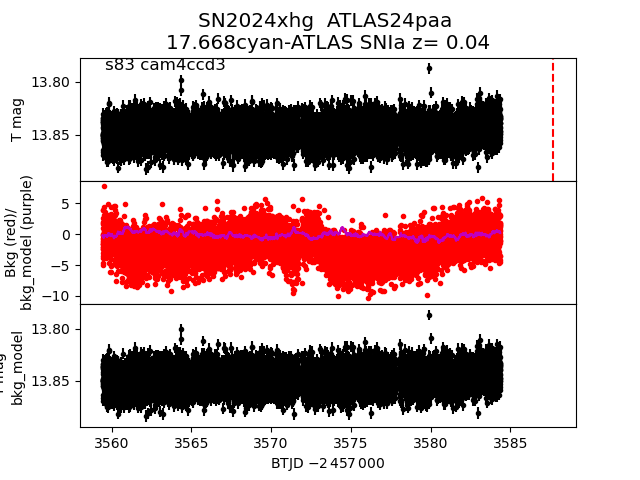 SN2024xhg  ATLAS24paa
17.668cyan-ATLAS SNIa z= 0.04
s83 cam4ccd3
13.80
13.85
T mag
5
0
−5
−10
Bkg (red)/
bkg_model (purple)
13.80
13.85
bkg_model
3560 3565 3570 3575 3580 3585
BTJD −2 457 000